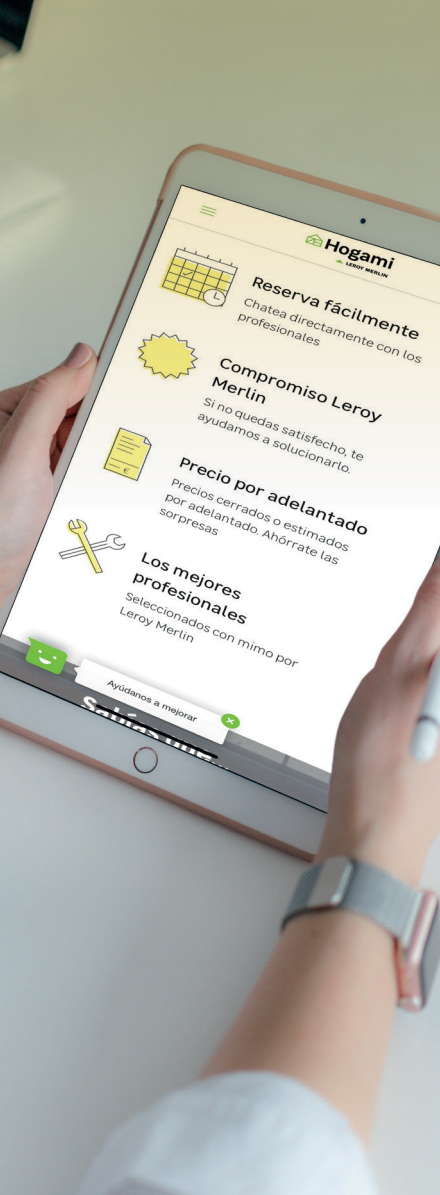 Hogami
LEROY MERLIN
Reserva fácilmente
Chatea directamente con los
profesionales
Compromiso Leroy
Merlin
Si no quedas satisfecho, te
ayudamos a solucionarlo.
Precio por adelantado
Precios cerrados o estimados
por adelantado. Ahórrate las
sorpresas
Los mejores
profesionales
Seleccionados con mimo por
Leroy Merlin
Ayúdanos a mejorar